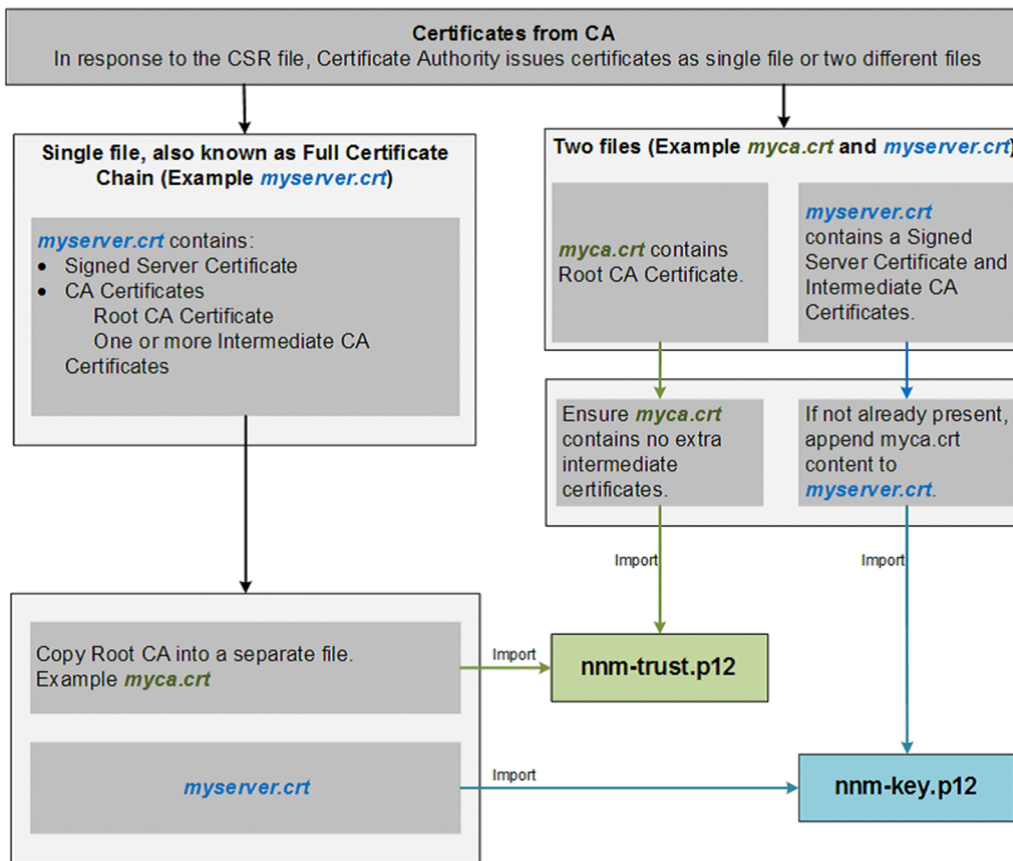 Certificates from CA
In response to the CSR file, Certificate Authority issues certificates as single file or two different files
Single file, also known as Full Certificate
Chain (Example myserver.crt)
myserver.crt contains:
• Signed Server Certificate
• CA Certificates
Root CA Certificate
One or more Intermediate CA
Certificates
Two files (Example myca.crt and myserver.crt)
myca.crt contains
Root CA Certificate.
myserver.crt
contains a Signed
Server Certificate and
Intermediate CA
Certificates.
Ensure myca.crt
contains no extra
intermediate
certificates.
If not already present,
append myca.crt
content to
myserver.crt.
Import
Import
Copy Root CA into a separate file.
Example myca.crt
Import
nnm-trust.p12
myserver.crt
Import
nnm-key.p12